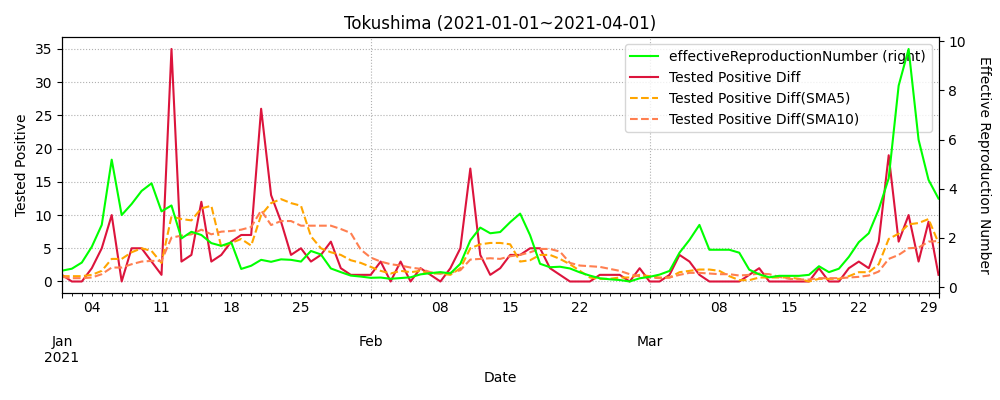 Tokushima (2021-01-01~2021-04-01)
effectiveReproductionNumber (right)
Tested Positive Diff
Tested Positive Diff(SMA5)
Tested Positive Diff(SMA10)
Tested Positive
35
30
25
20
15
10
5
0
10
8
6
4
2
0
Effective Reproduction Number
04 11 18 25 08 15 22 08 15 22 29
Jan Feb Mar
2021
Date